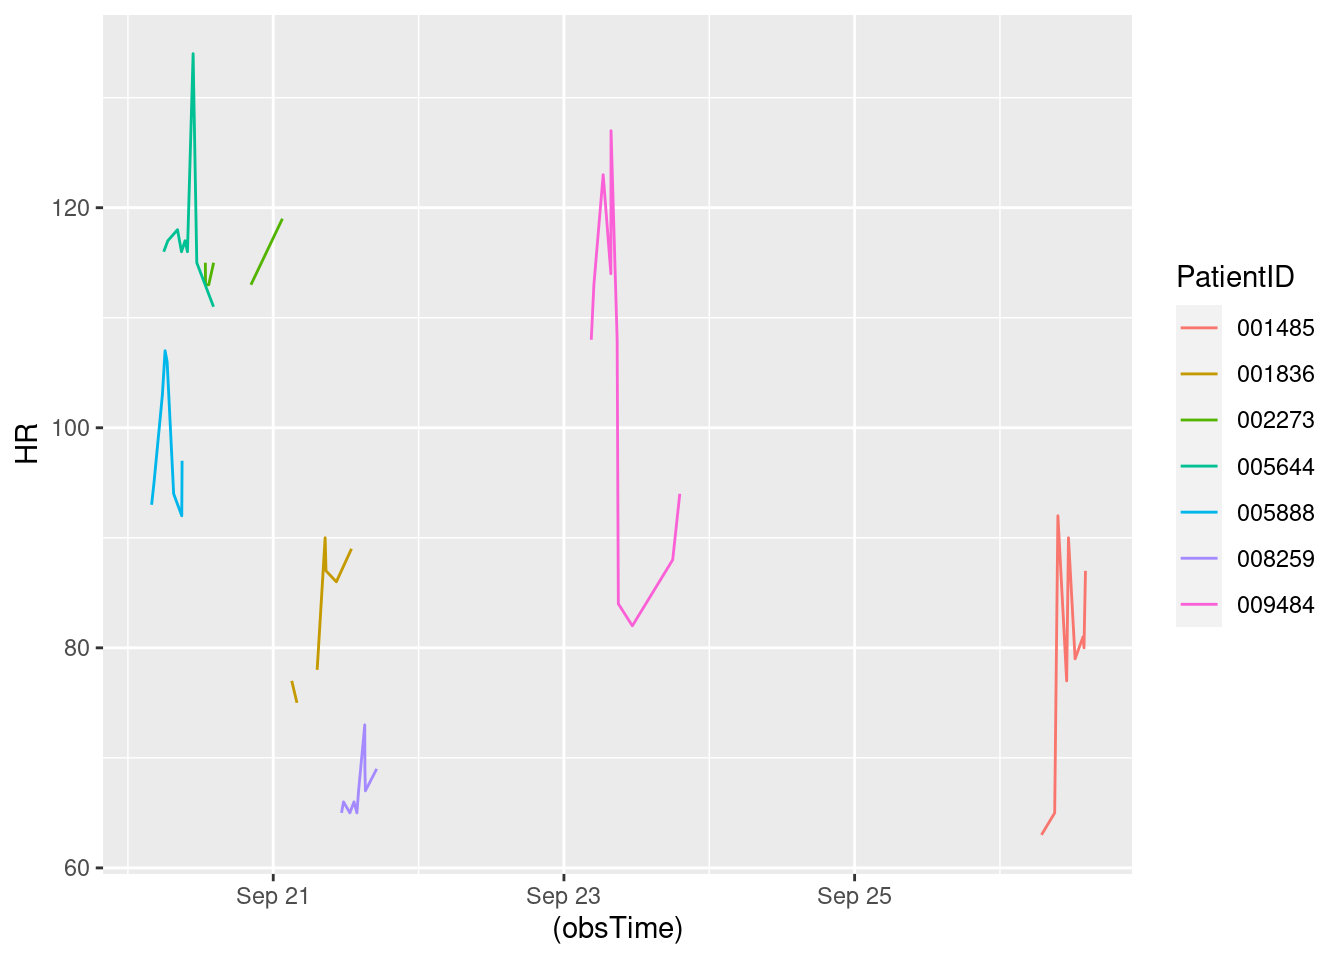 120
100
80
60
HR
Sep 21
Sep 23
Sep 25
(obsTime)
PatientID
001485
001836
002273
005644
005888
008259
009484